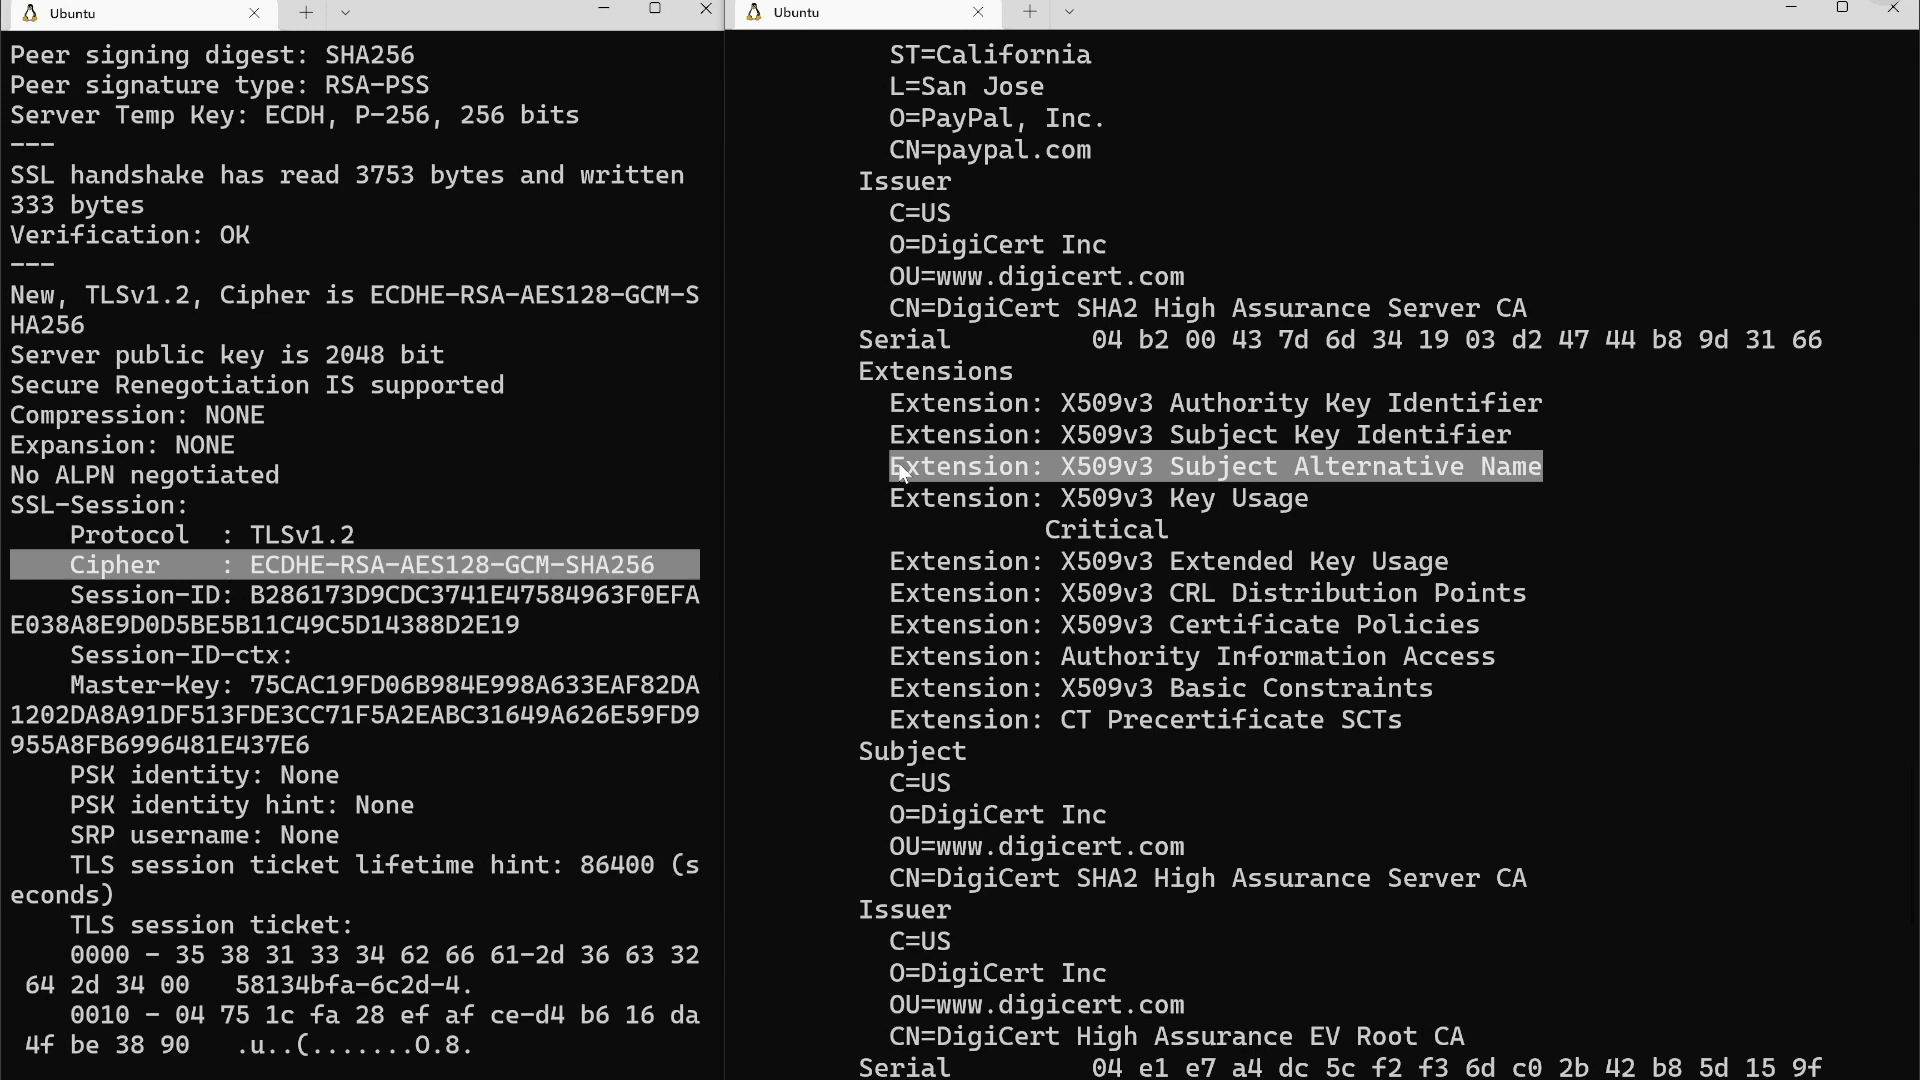 Ubuntu
Peer signing digest: SHA256
Peer signature type: RSA-PSS
Server Temp Key: ECDH, P-256, 256 bits
---
SSL handshake has read 3753 bytes and written
333 bytes
Verification: OK
---
New, TLSv1.2, Cipher is ECDHE-RSA-AES128-GCM-S
HA256
Server public key is 2048 bit
Secure Renegotiation IS supported
Compression: NONE
Expansion: NONE
No ALPN negotiated
SSL-Session:
    Protocol  : TLSv1.2
    Cipher    : ECDHE-RSA-AES128-GCM-SHA256
    Session-ID: B286173D9CDC3741E47584963F0EFA
E038A8E9D0D5BE5B11C49C5D14388D2E19
    Session-ID-ctx:
    Master-Key: 75CAC19FD06B984E998A633EAF82DA
1202DA8A91DF513FDE3CC71F5A2EABC31649A626E59FD9
955A8FB6996481E437E6
    PSK identity: None
    PSK identity hint: None
    SRP username: None
    TLS session ticket lifetime hint: 86400 (s
econds)
    TLS session ticket:
    0000 - 35 38 31 33 34 62 66 61-2d 36 63 32
 64 2d 34 00   58134bfa-6c2d-4.
    0010 - 04 75 1c fa 28 ef af ce-d4 b6 16 da
 4f be 38 90   .u..(.......O.8.
Ubuntu
ST=California
L=San Jose
O=PayPal, Inc.
CN=paypal.com
Issuer
C=US
O=DigiCert Inc
OU=www.digicert.com
CN=DigiCert SHA2 High Assurance Server CA
Serial         04 b2 00 43 7d 6d 34 19 03 d2 47 44 b8 9d 31 66
Extensions
Extension: X509v3 Authority Key Identifier
Extension: X509v3 Subject Key Identifier
Extension: X509v3 Subject Alternative Name
Extension: X509v3 Key Usage
Critical
Extension: X509v3 Extended Key Usage
Extension: X509v3 CRL Distribution Points
Extension: X509v3 Certificate Policies
Extension: Authority Information Access
Extension: X509v3 Basic Constraints
Extension: CT Precertificate SCTs
Subject
C=US
O=DigiCert Inc
OU=www.digicert.com
CN=DigiCert SHA2 High Assurance Server CA
Issuer
C=US
O=DigiCert Inc
OU=www.digicert.com
CN=DigiCert High Assurance EV Root CA
Serial         04 e1 e7 a4 dc 5c f2 f3 6d c0 2b 42 b8 5d 15 9f